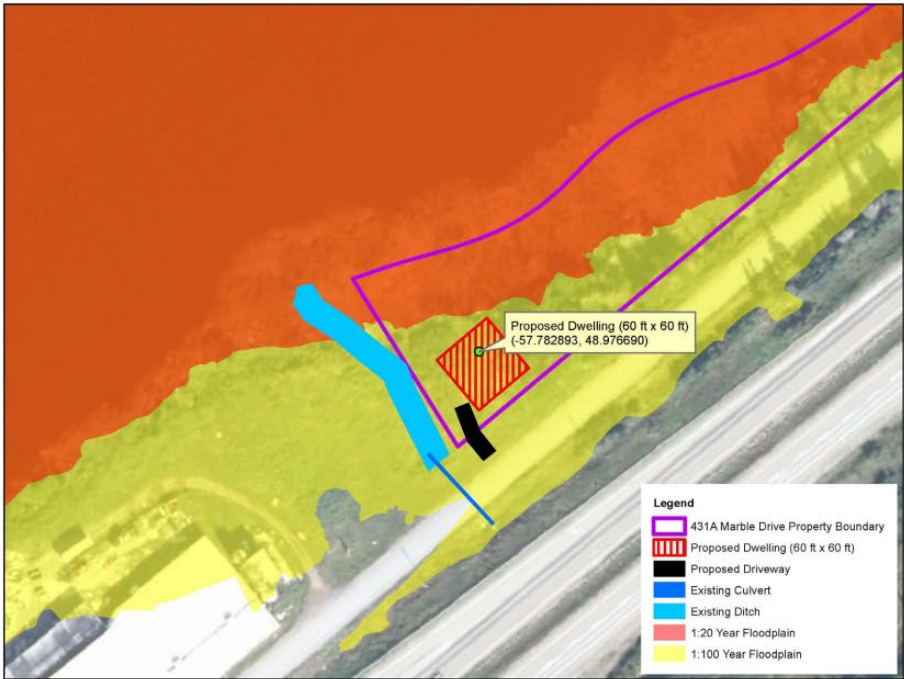 Proposed Dwelling (60 ft x 60 ft)
(-57.782893, 48.976690)
Legend
431A Marble Drive Property Boundary
Proposed Dwelling (60 ft x 60 ft)
Proposed Driveway
Existing Culvert
Existing Ditch
1:20 Year Floodplain
1:100 Year Floodplain